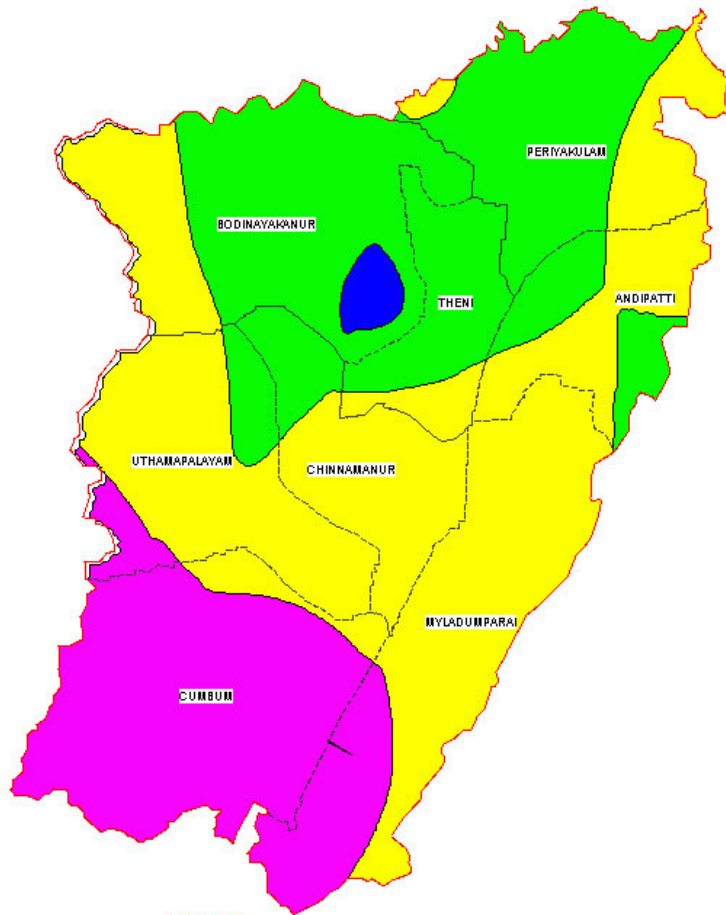 PERIYAKULAM
BODINAYAKANUR
THENI
ANDIPATTI
UTHAMAPALAYAM
CHINNAMANUR
MYLADUMPARAI
CUMBUM